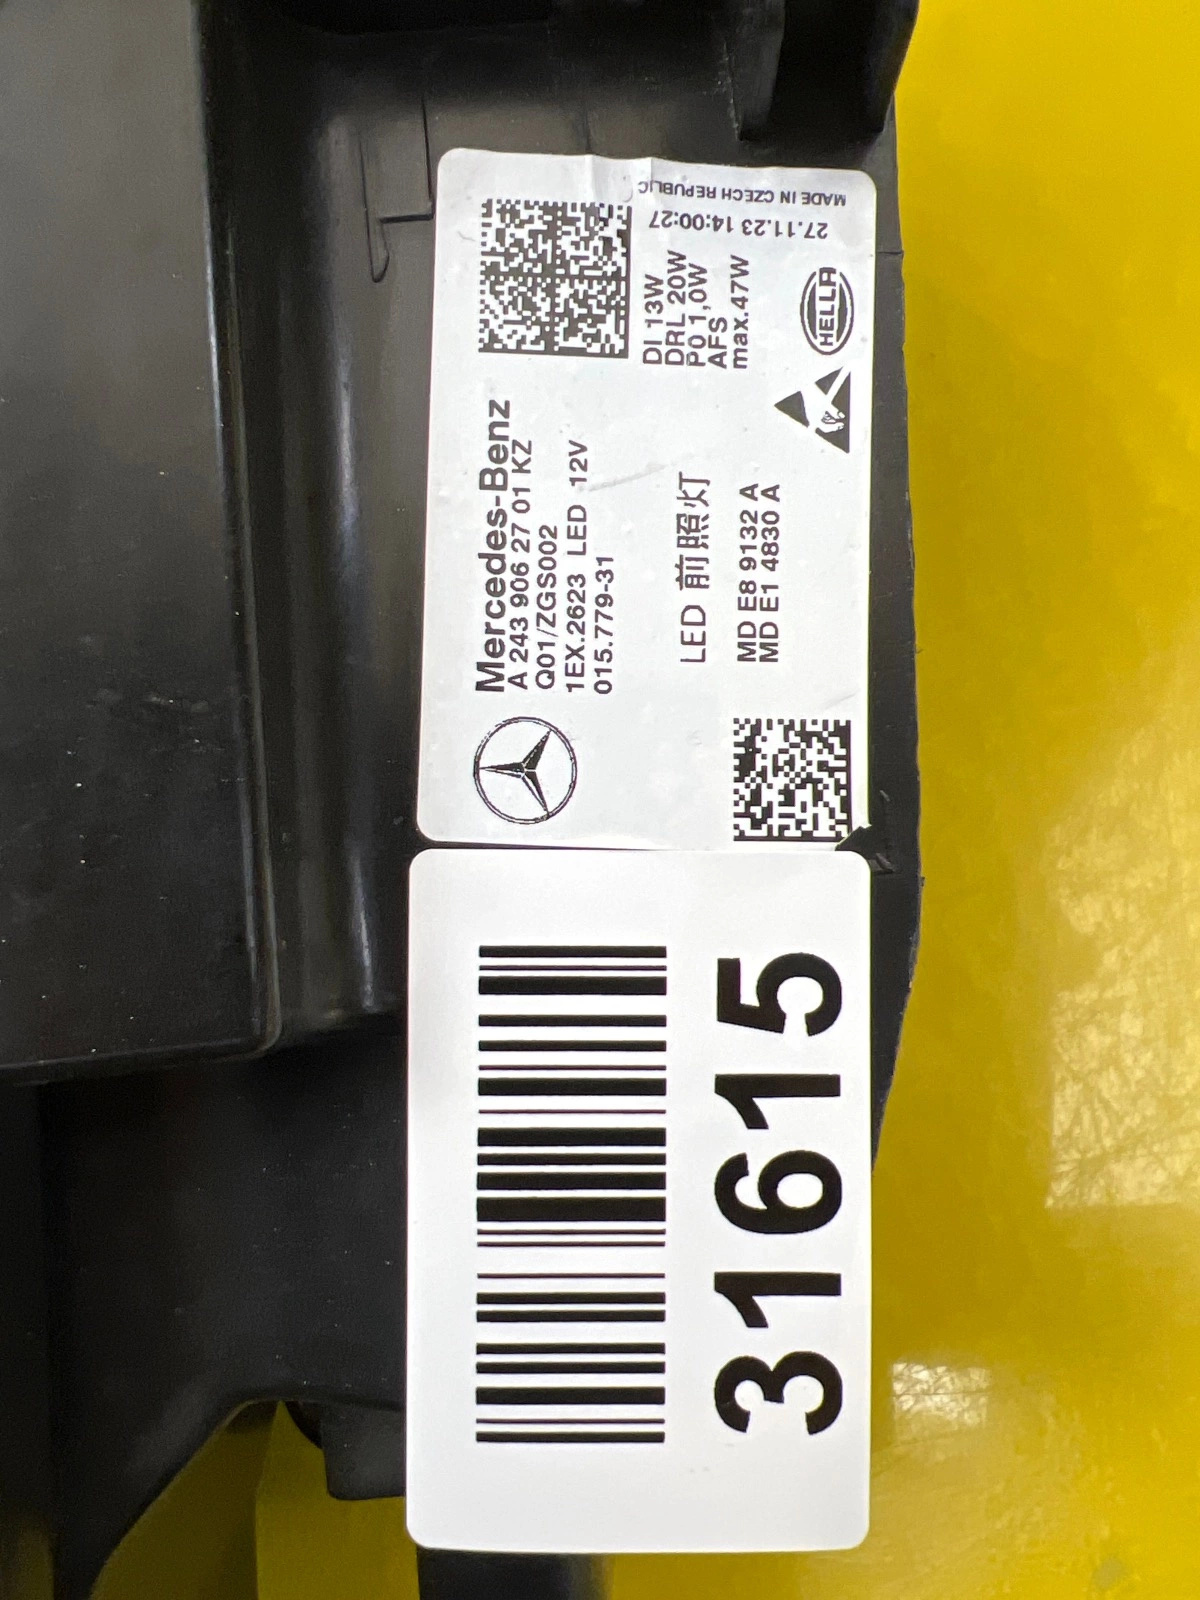 Mercedes-Benz
A 243 906 27 01 KZ
Q01/ZGS002
1EX.2623 LED 12V
015.779-31
LED 前照灯
MD E8 9132 A
MD E1 4830 A
DI 13W
DRL 20W
P0 1,0W
AFS
max.47W
HELLA
27.11.23 14:00:27
MADE IN CZECH REPUBLIC
31615